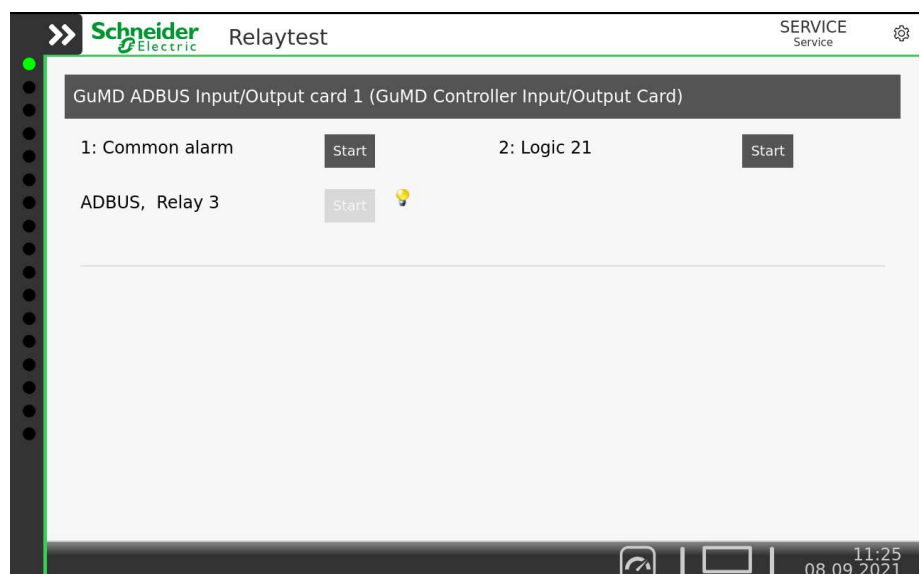 Schneider Electric
Relaytest
SERVICE
Service
GuMD ADBUS Input/Output card 1 (GuMD Controller Input/Output Card)
1: Common alarm Start 2: Logic 21 Start
ADBUS, Relay 3 Start
11:25
08.09.2021